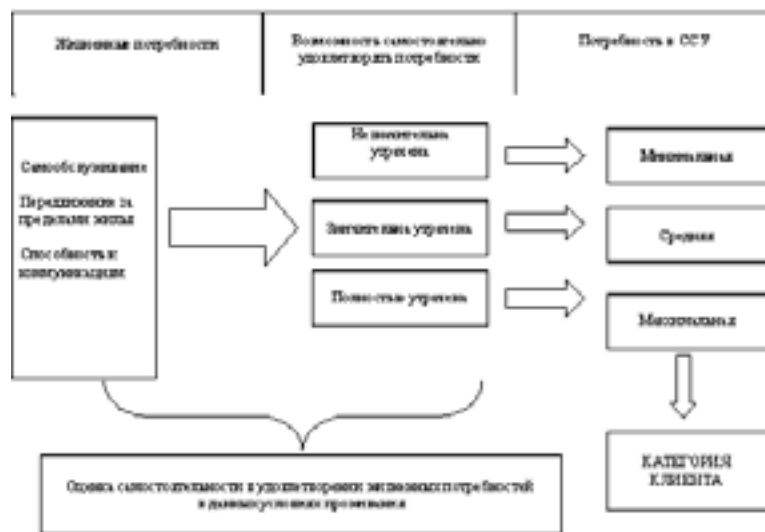 Жизненные потребности
Возможность самостоятельно
удовлетворять потребности
Потребность в ССУ
Самообслуживание
Передвижение за
пределами жилья
Способность к
коммуникации
Незначительно
утрачена
Значительно утрачена
Полностью утрачена
Минимальная
Средняя
Максимальная
КАТЕГОРИЯ
КЛИЕНТА
Оценка самостоятельности в удовлетворении жизненных потребностей
в данных условиях проживания